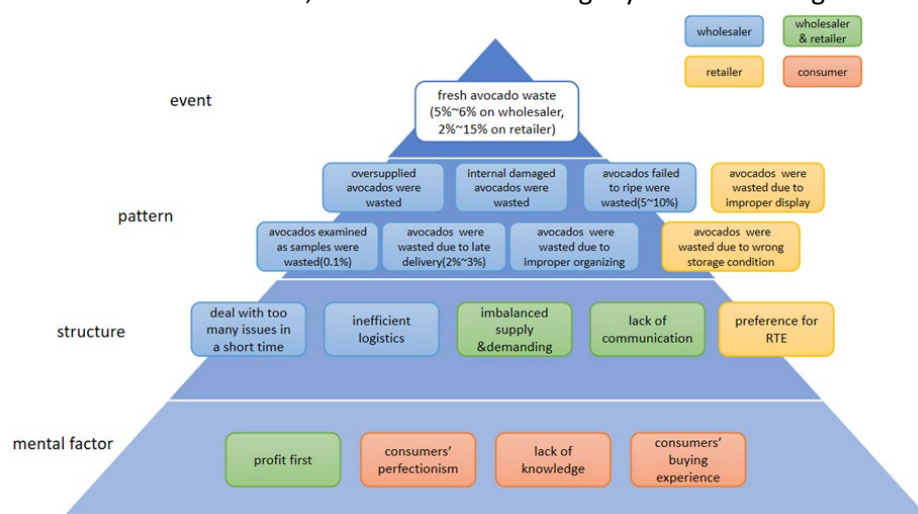 wholesaler
wholesaler
& retailer
retailer
consumer
event
fresh avocado waste
(5%~6% on wholesaler,
2%~15% on retailer)
pattern
oversupplied
avocados were
wasted
internal damaged
avocados were
wasted
avocados failed
to ripe were
wasted(5~10%)
avocados were
wasted due to
improper display
avocados examined
as samples were
wasted(0.1%)
avocados were
wasted due to late
delivery(2%~3%)
avocados were
wasted due to
improper organizing
avocados were
wasted due to wrong
storage condition
structure
deal with too
many issues in
a short time
inefficient
logistics
imbalanced
supply
&demanding
lack of
communication
preference for
RTE
mental factor
profit first
consumers'
perfectionism
lack of
knowledge
consumers'
buying
experience